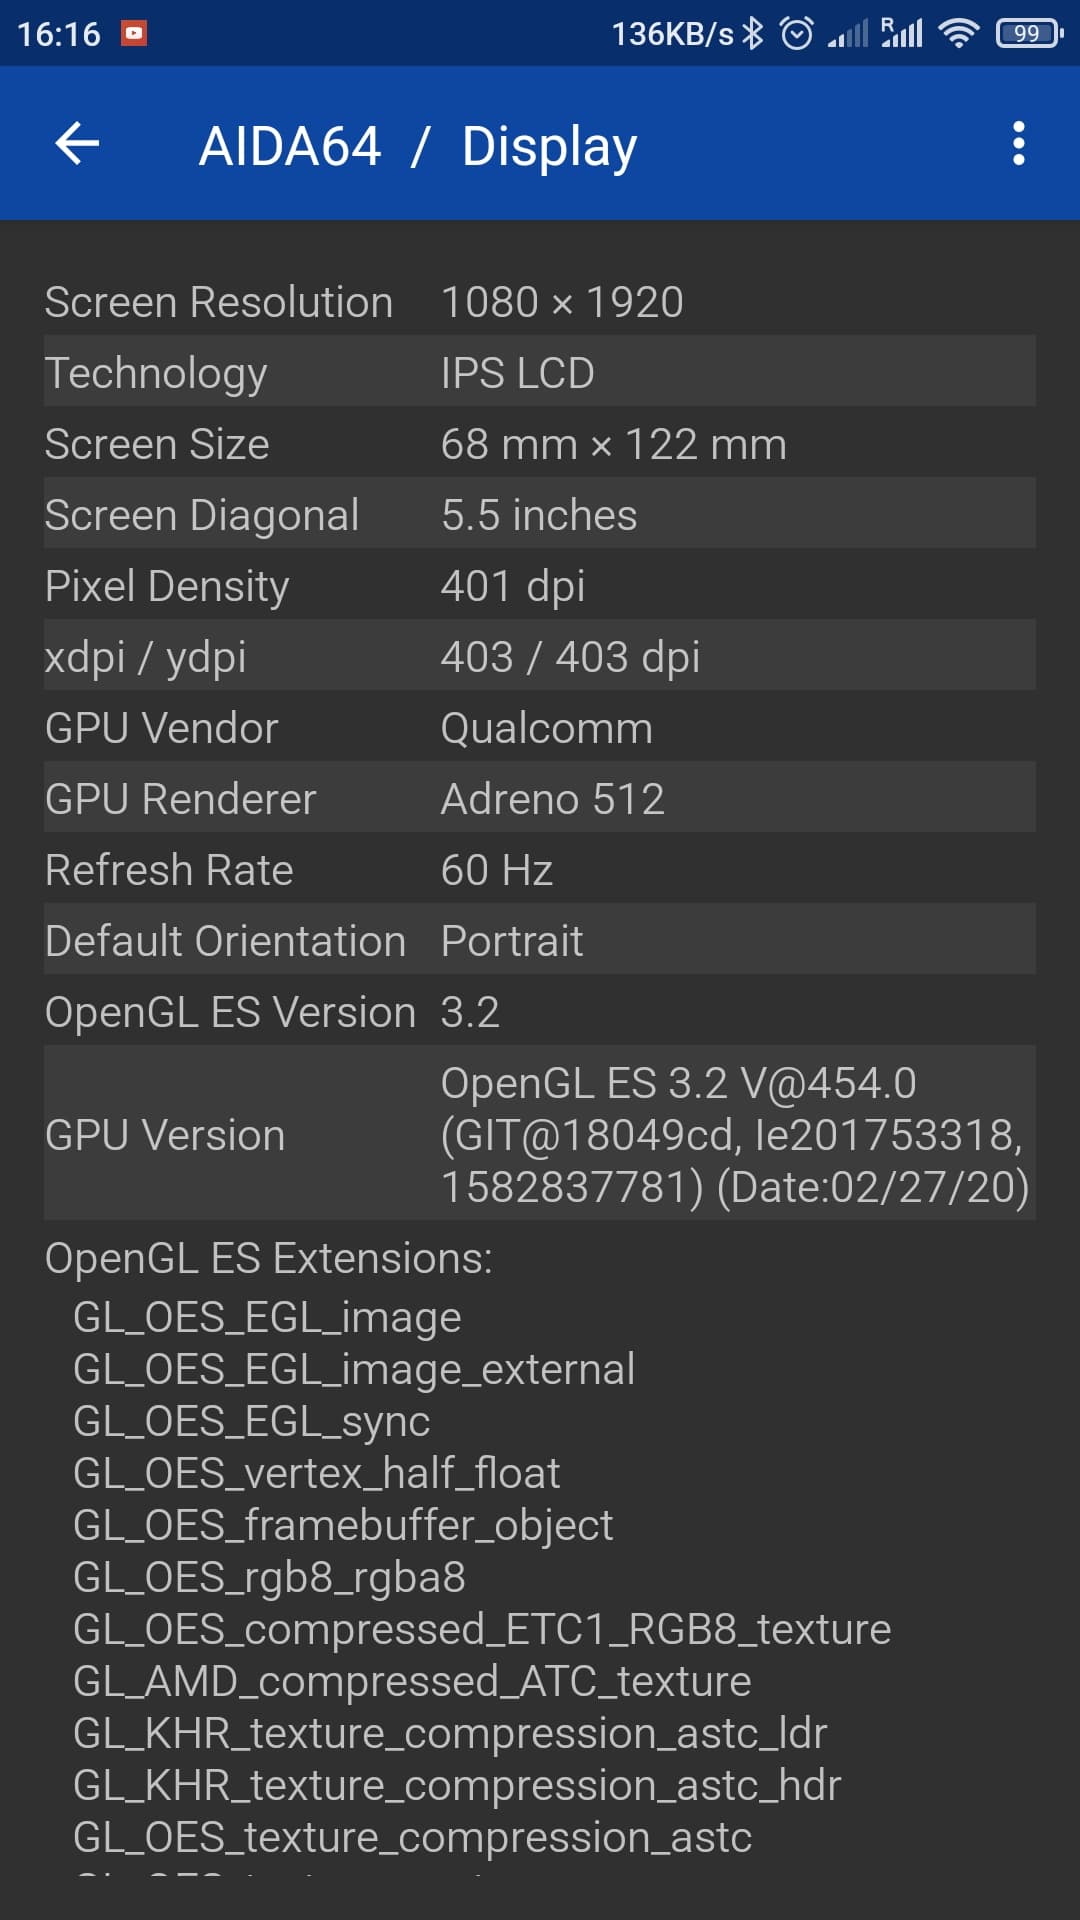 16:16 136KB/s R 99
AIDA64 / Display
Screen Resolution 1080 × 1920
Technology IPS LCD
Screen Size 68 mm × 122 mm
Screen Diagonal 5.5 inches
Pixel Density 401 dpi
xdpi / ydpi 403 / 403 dpi
GPU Vendor Qualcomm
GPU Renderer Adreno 512
Refresh Rate 60 Hz
Default Orientation Portrait
OpenGL ES Version 3.2
GPU Version OpenGL ES 3.2 V@454.0
(GIT@18049cd, Ie201753318,
1582837781) (Date:02/27/20)
OpenGL ES Extensions:
GL_OES_EGL_image
GL_OES_EGL_image_external
GL_OES_EGL_sync
GL_OES_vertex_half_float
GL_OES_framebuffer_object
GL_OES_rgb8_rgba8
GL_OES_compressed_ETC1_RGB8_texture
GL_AMD_compressed_ATC_texture
GL_KHR_texture_compression_astc_ldr
GL_KHR_texture_compression_astc_hdr
GL_OES_texture_compression_astc